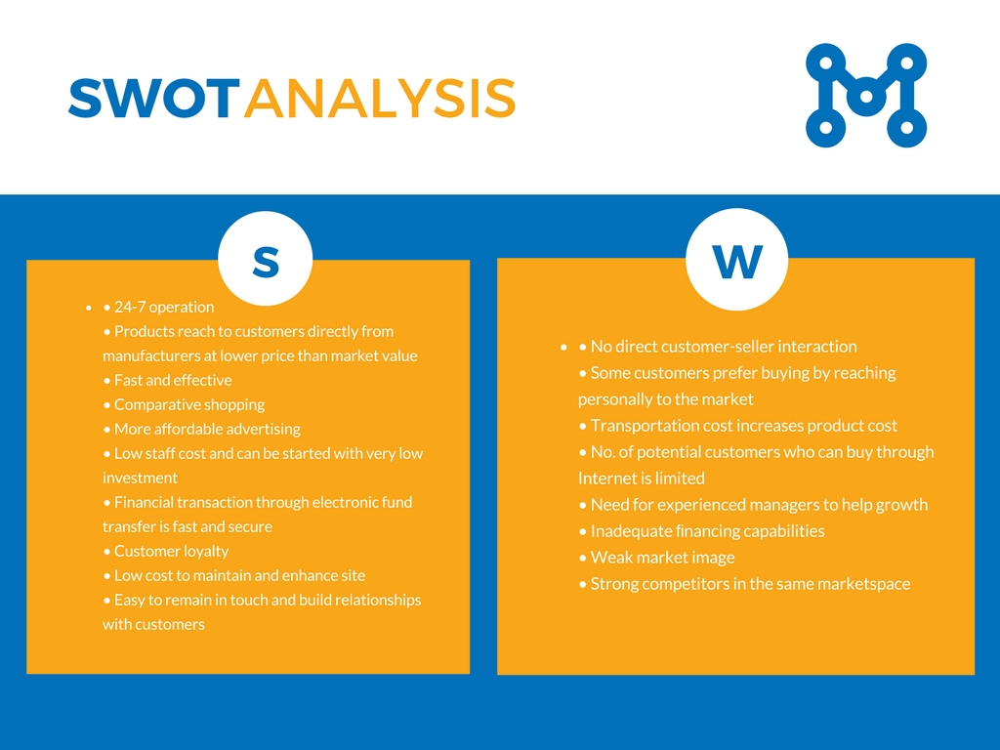 SWOT ANALYSIS
S
• • 24-7 operation
• Products reach to customers directly from
manufacturers at lower price than market value
• Fast and effective
• Comparative shopping
• More affordable advertising
• Low staff cost and can be started with very low
investment
• Financial transaction through electronic fund
transfer is fast and secure
• Customer loyalty
• Low cost to maintain and enhance site
• Easy to remain in touch and build relationships
with customers
W
• • No direct customer-seller interaction
• Some customers prefer buying by reaching
personally to the market
• Transportation cost increases product cost
• No. of potential customers who can buy through
Internet is limited
• Need for experienced managers to help growth
• Inadequate financing capabilities
• Weak market image
• Strong competitors in the same marketspace